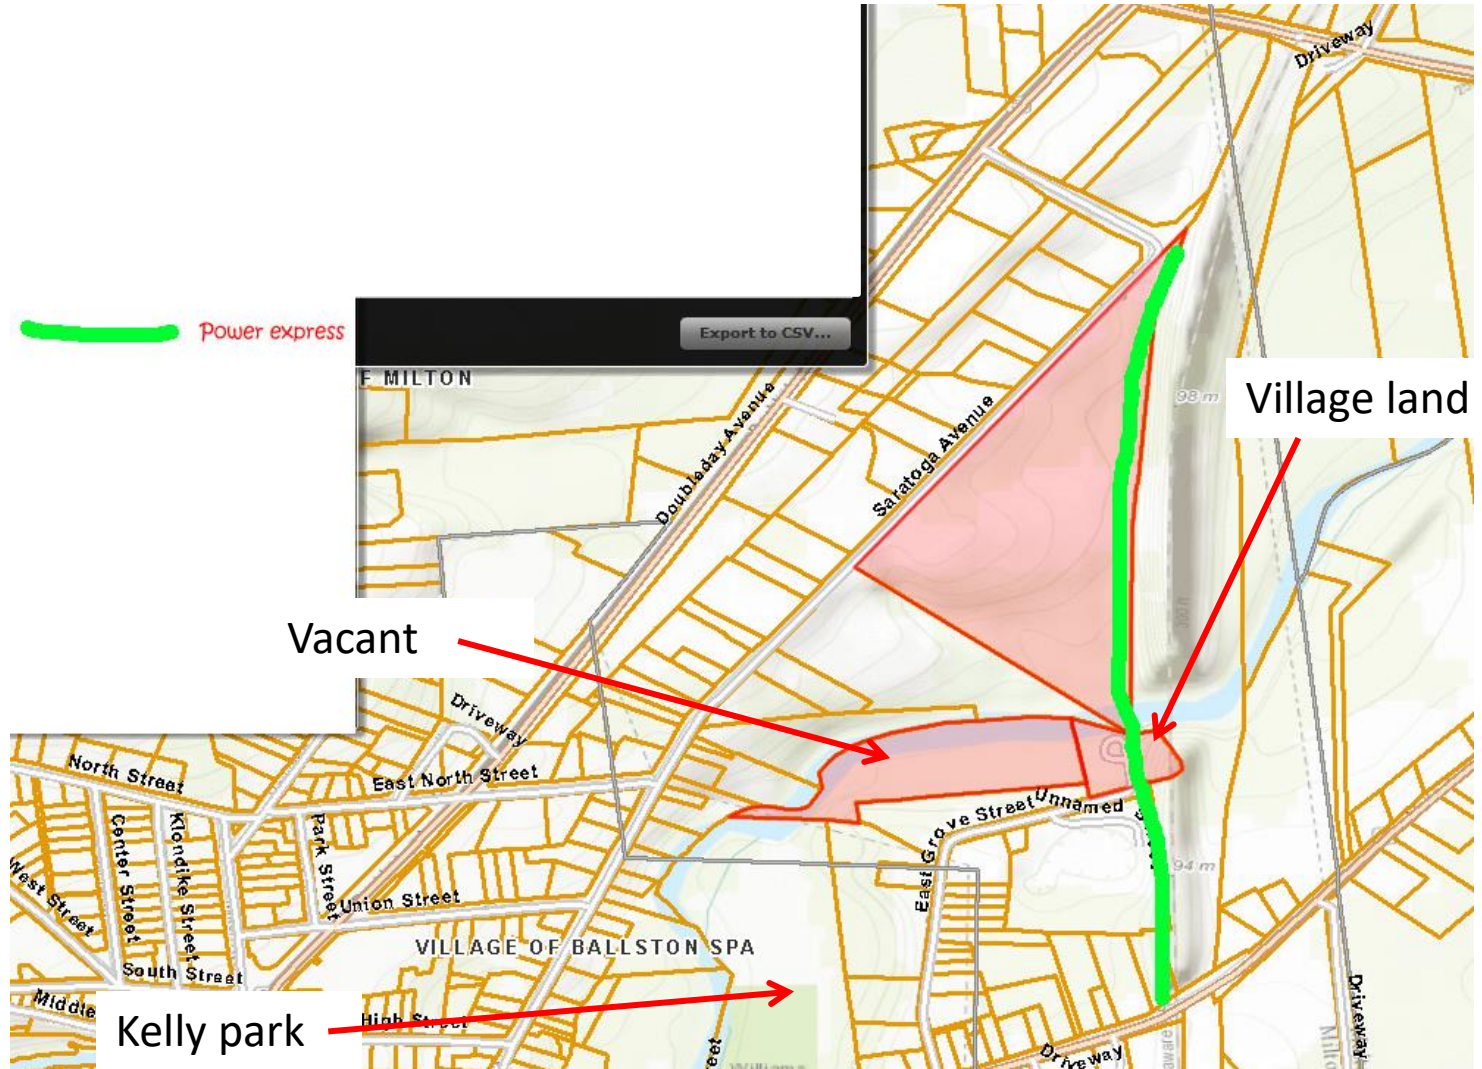 Driveway
Power express
Export to CSV...
F MILTON
98 m
Village land
Doubleday Avenue
Saratoga Avenue
300 ft
Vacant
Driveway
North Street
East North Street
Grove Street
Unnamed
East
Center Street
Klondike Street
Park Street
94 m
West Street
Union Street
VILLAGE OF BALLSTON SPA
South Street
Middle
High Street
Kelly park
Driveway
Driveway